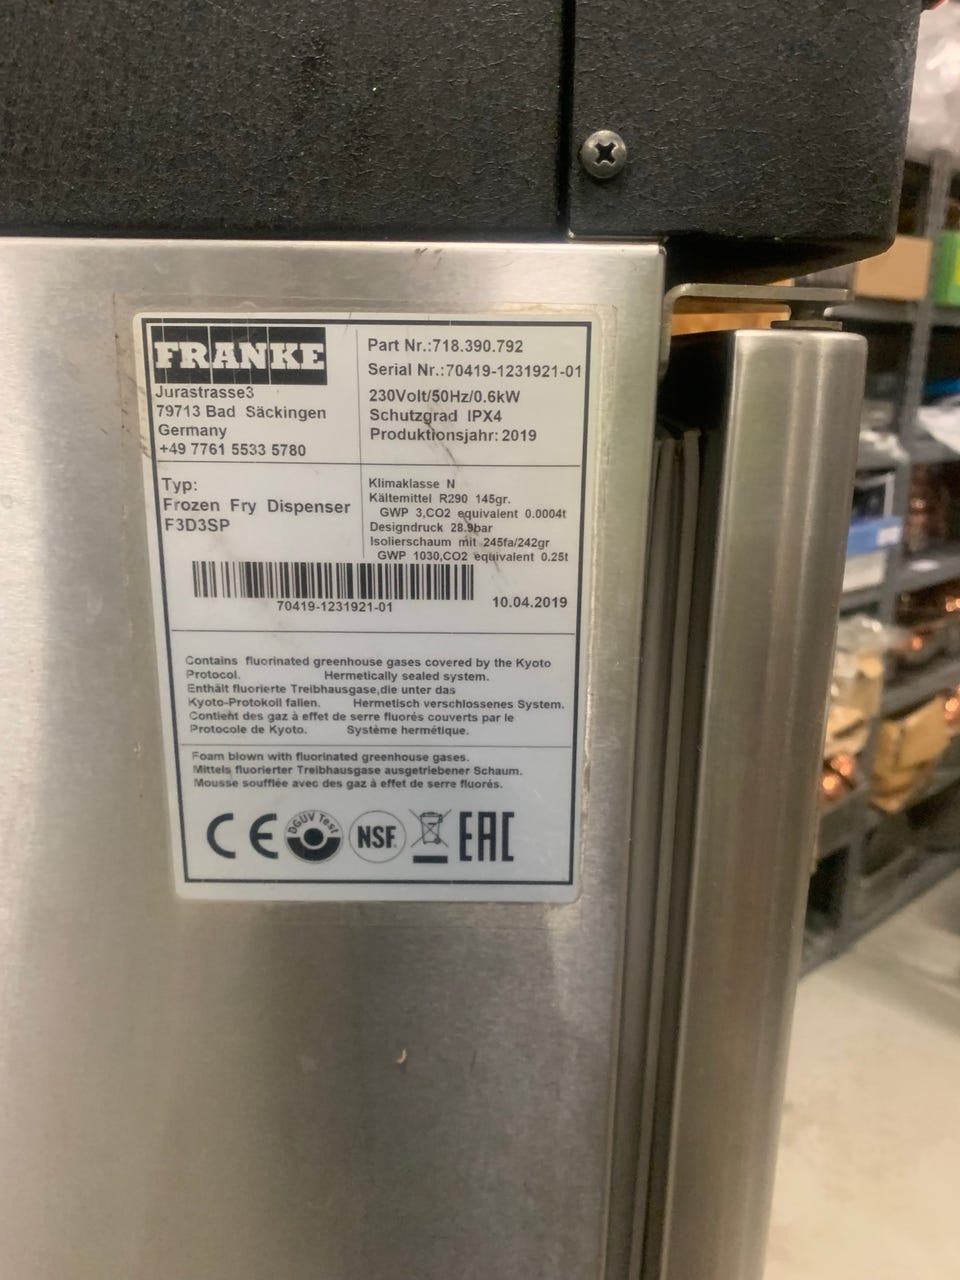 FRANKE
Jurastrasse3
79713 Bad Säckingen
Germany
+49 7761 5533 5780
Part Nr.:718.390.792
Serial Nr.:70419-1231921-01
230Volt/50Hz/0.6kW
Schutzgrad IPX4
Produktionsjahr: 2019
Typ:
Frozen Fry Dispenser
F3D3SP
Klimaklasse N
Kältemittel R290 145gr.
GWP 3,CO2 equivalent 0.0004t
Designdruck 28.9bar
Isolierschaum mit 245fa/242gr
GWP 1030,CO2 equivalent 0.25t
70419-1231921-01
10.04.2019
Contains fluorinated greenhouse gases covered by the Kyoto
Protocol. Hermetically sealed system.
Enthält fluorierte Treibhausgase,die unter das
Kyoto-Protokoll fallen. Hermetisch verschlossenes System.
Contient des gaz à effet de serre fluorés couverts par le
Protocole de Kyoto. Système hermétique.
Foam blown with fluorinated greenhouse gases.
Mittels fluorierter Treibhausgase ausgetriebener Schaum.
Mousse soufflée avec des gaz à effet de serre fluorés.
CE DGUV Test NSF EAC